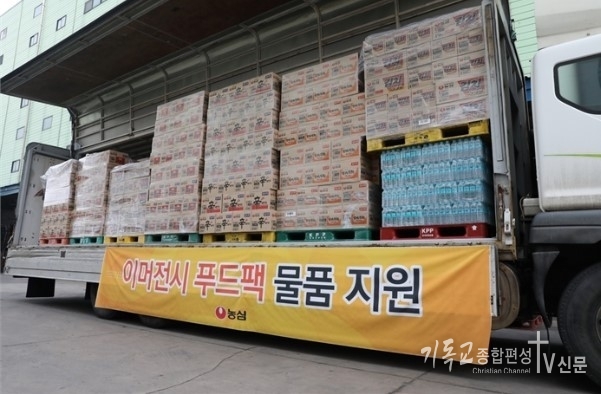 이머전시 푸드팩 물품 지원
농심
KPP
기독교종합편성tv신문
Christian Channel